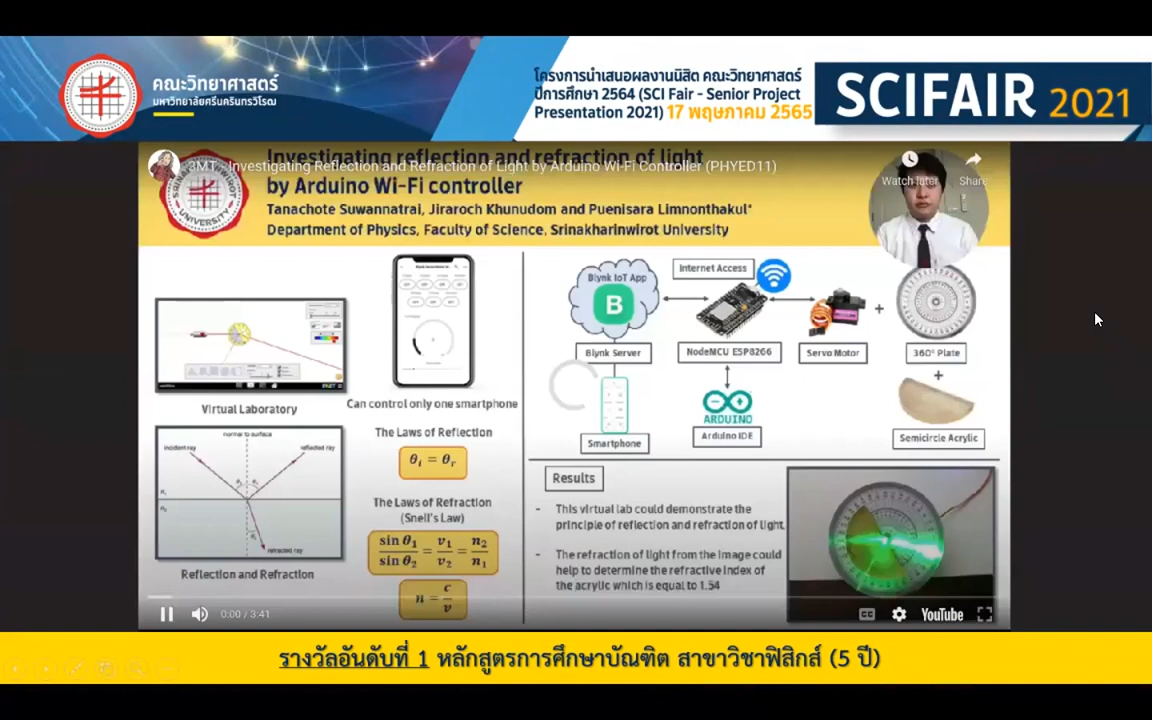 คณะวิทยาศาสตร์
มหาวิทยาลัยศรีนครินทรวิโรฒ
โครงการนำเสนอผลงานนิสิต คณะวิทยาศาสตร์
ปีการศึกษา 2564 (SCI Fair - Senior Project
Presentation 2021) 17 พฤษภาคม 2565
SCIFAIR 2021
3MT - Investigating Reflection and Refraction of Light by Arduino Wi-Fi Controller (PHYED11)
Watch later
Share
Investigating reflection and refraction of light
by Arduino Wi-Fi controller
Tanachote Suwannatrai, Jiraroch Khunudom and Puenisara Limnonthakul*
Department of Physics, Faculty of Science, Srinakharinwirot University
SRINAKHARINWIROT UNIVERSITY
Virtual Laboratory
Can control only one smartphone
normal to surface
incident ray
reflected ray
refracted ray
Reflection and Refraction
The Laws of Reflection
θi = θr
The Laws of Refraction
(Snell's Law)
sin θ1 / sin θ2 = v1 / v2 = n2 / n1
n = c / v
Blynk IoT App
B
Internet Access
Blynk Server
NodeMCU ESP8266
Servo Motor
+
360° Plate
+
Smartphone
ARDUINO
Arduino IDE
Semicircle Acrylic
Results
- This virtual lab could demonstrate the
principle of reflection and refraction of light.
- The refraction of light from the image could
help to determine the refractive index of
the acrylic which is equal to 1.54
0:00 / 3:41
CC
YouTube
รางวัลอันดับที่ 1 หลักสูตรการศึกษาบัณฑิต สาขาวิชาฟิสิกส์ (5 ปี)